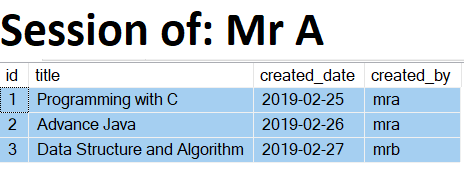 Session of: Mr A
id title created_date created_by
1 Programming with C 2019-02-25 mra
2 Advance Java 2019-02-26 mra
3 Data Structure and Algorithm 2019-02-27 mrb